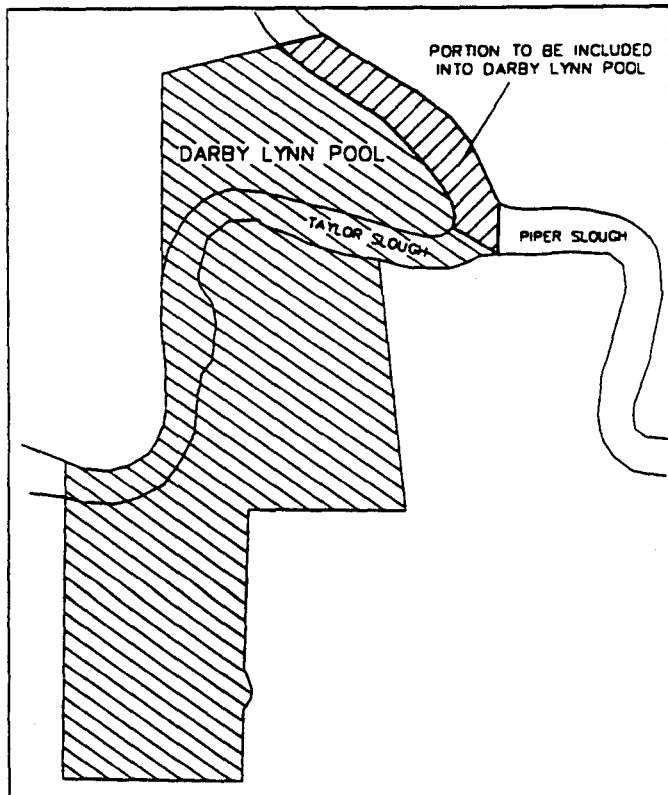 PORTION TO BE INCLUDED
INTO DARBY LYNN POOL
DARBY LYNN POOL
TAYLOR SLOUGH
PIPER SLOUGH